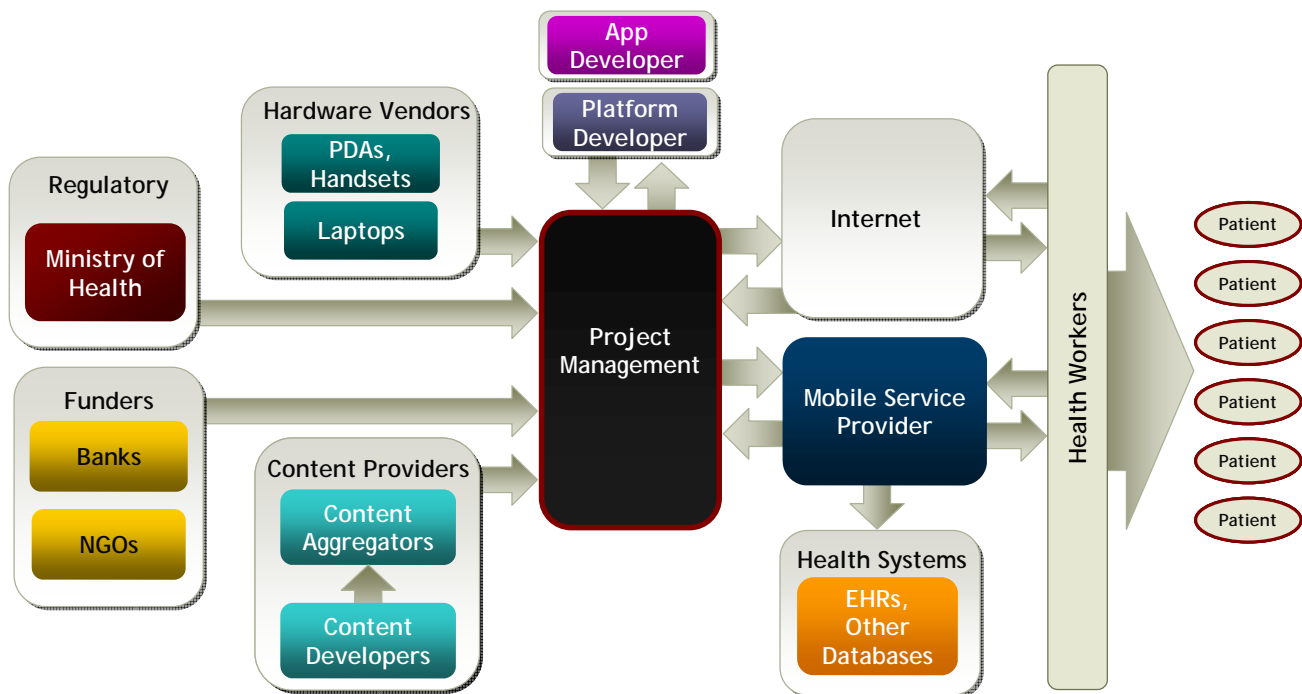 App
Developer
Platform
Developer
Hardware Vendors
PDAs,
Handsets
Laptops
Regulatory
Ministry of
Health
Funders
Banks
NGOs
Content Providers
Content
Aggregators
Content
Developers
Project
Management
Internet
Mobile Service
Provider
Health Systems
EHRs,
Other
Databases
Health Workers
Patient
Patient
Patient
Patient
Patient
Patient